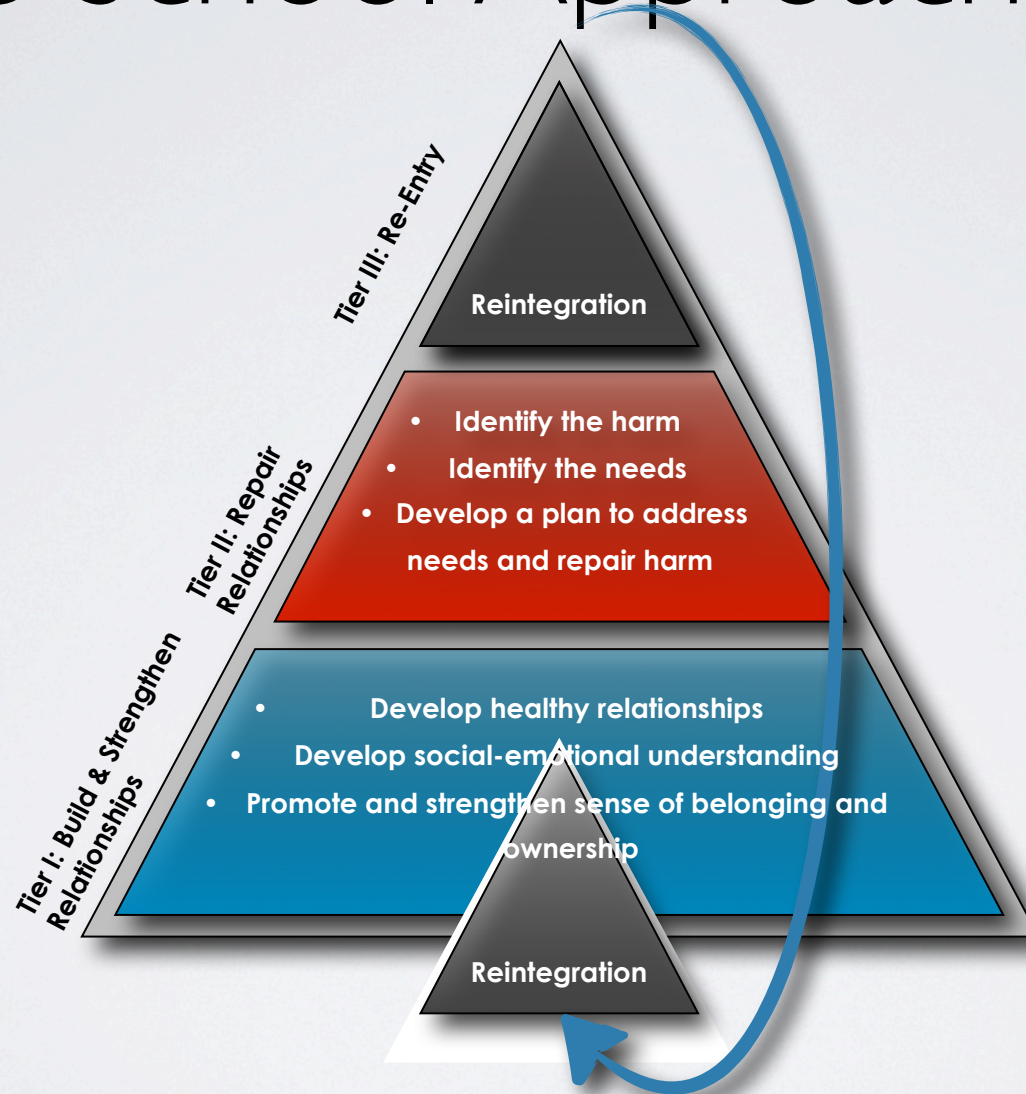 School Approach
Tier III: Re-Entry
Reintegration
Tier II: Repair
Relationships
• Identify the harm
• Identify the needs
• Develop a plan to address
needs and repair harm
Tier I: Build & Strengthen
Relationships
• Develop healthy relationships
• Develop social-emotional understanding
• Promote and strengthen sense of belonging and
ownership
Reintegration